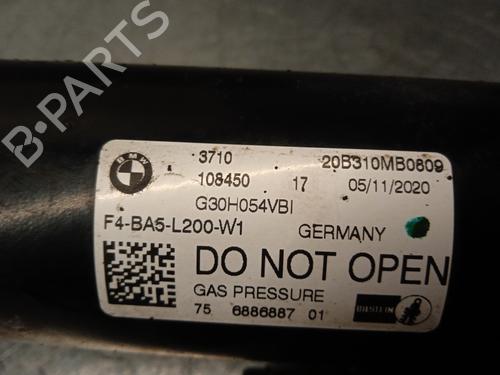 B-PARTS
BMW
3710 20B310MB0809
108450 17 05/11/2020
G30H054VBI
F4-BA5-L200-W1 GERMANY
DO NOT OPEN
GAS PRESSURE
75 6886887 01 BILSTEIN